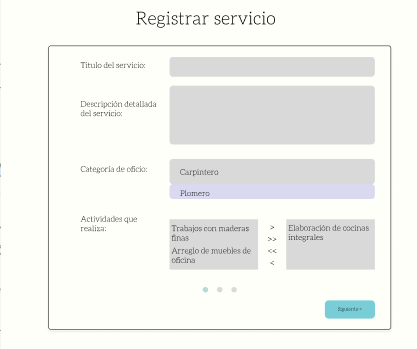 Registrar servicio
Título del servicio:
Descripción detallada
del servicio:
Categoría de oficio:
Carpintero
Plomero
Actividades que
realiza:
Trabajos con maderas
finas
Arreglo de muebles de
oficina
>
>>
<<
<
Elaboración de cocinas
integrales
Siguiente >